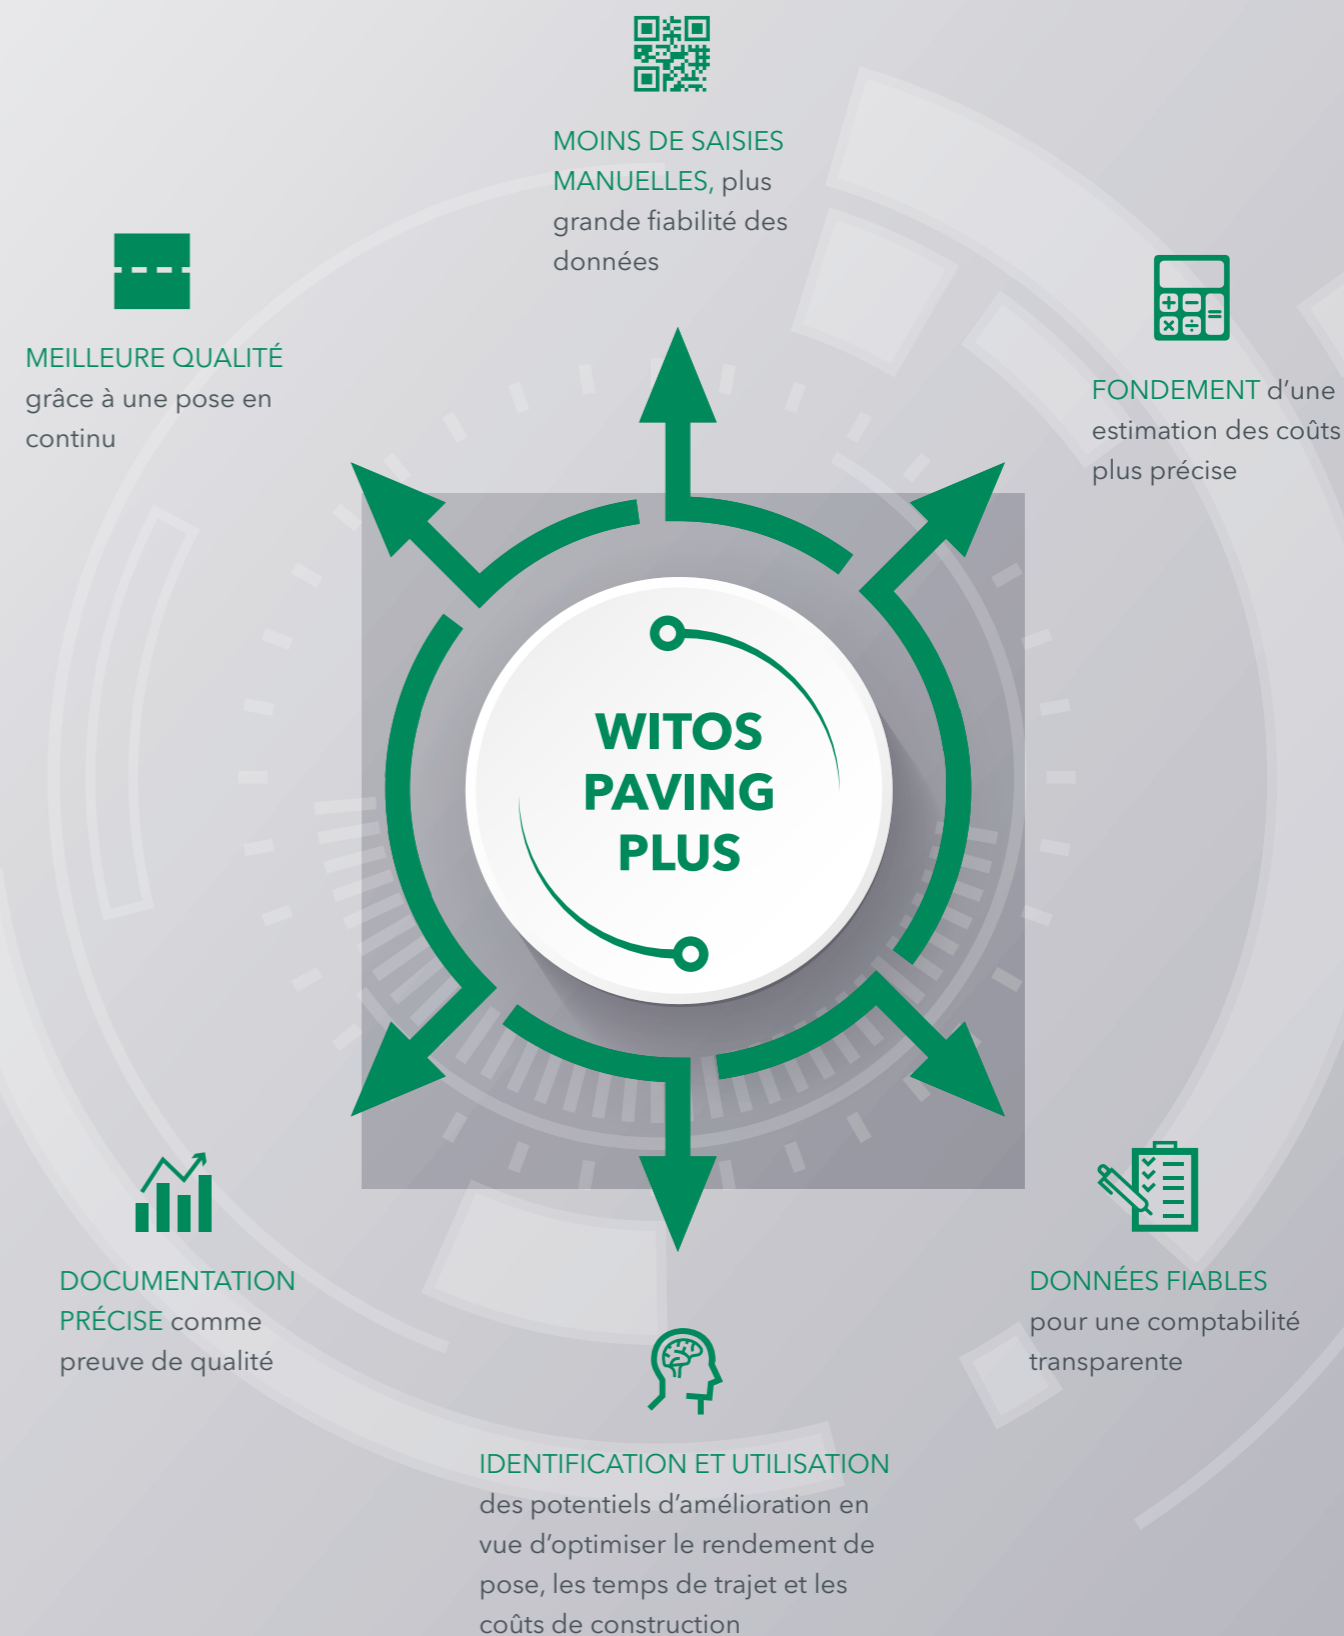 MOINS DE SAISIES
MANUELLES, plus
grande fiabilité des
données
MEILLEURE QUALITÉ
grâce à une pose en
continu
FONDEMENT d’une
estimation des coûts
plus précise
WITOS
PAVING
PLUS
DOCUMENTATION
PRÉCISE comme
preuve de qualité
DONNÉES FIABLES
pour une comptabilité
transparente
IDENTIFICATION ET UTILISATION
des potentiels d’amélioration en
vue d’optimiser le rendement de
pose, les temps de trajet et les
coûts de construction